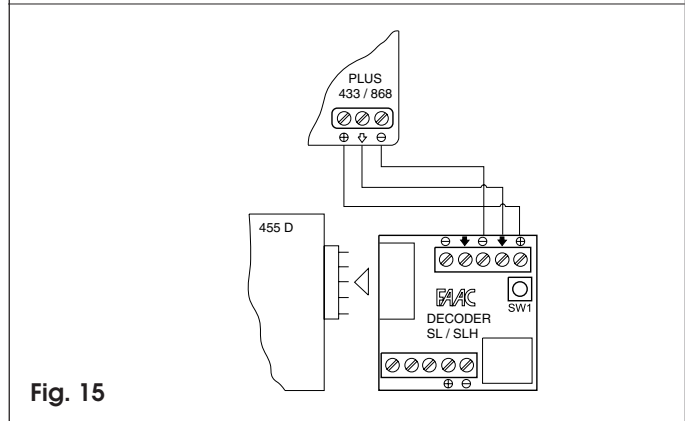 PLUS
433 / 868
⊕ ⇩ ⊖
455 D
⊖ ⬇ ⊖ ⬇ ⊕
FAAC
SW1
DECODER
SL / SLH
⊕ ⊖
Fig. 15